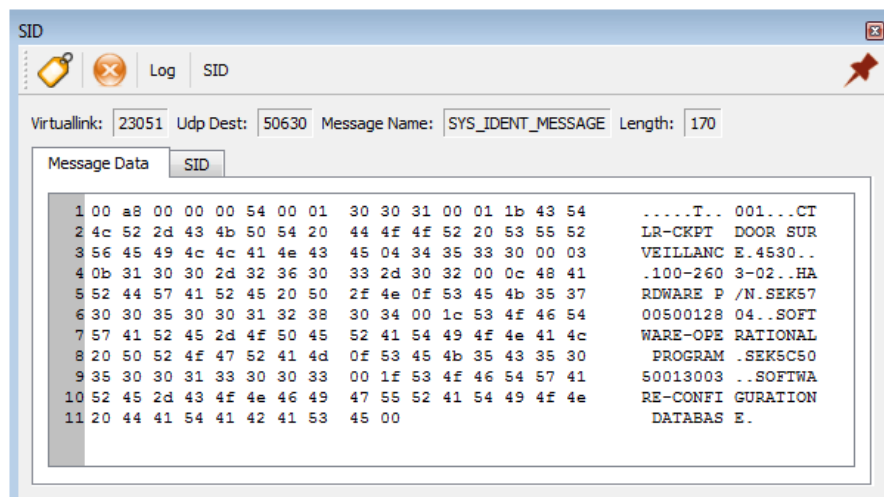 SID
Log SID
Virtuallink: 23051 Udp Dest: 50630 Message Name: SYS_IDENT_MESSAGE Length: 170
Message Data SID
1 00 a8 00 00 00 54 00 01 30 30 31 00 01 1b 43 54 .....T.. 001...CT
2 4c 52 2d 43 4b 50 54 20 44 4f 4f 52 20 53 55 52 LR-CKPT DOOR SUR
3 56 45 49 4c 4c 41 4e 43 45 04 34 35 33 30 00 03 VEILLANC E.4530..
4 0b 31 30 30 2d 32 36 30 33 2d 30 32 00 0c 48 41 .100-260 3-02..HA
5 52 44 57 41 52 45 20 50 2f 4e 0f 53 45 4b 35 37 RDWARE P /N.SEK57
6 30 30 35 30 30 31 32 38 30 34 00 1c 53 4f 46 54 00500128 04..SOFT
7 57 41 52 45 2d 4f 50 45 52 41 54 49 4f 4e 41 4c WARE-OPE RATIONAL
8 20 50 52 4f 47 52 41 4d 0f 53 45 4b 35 43 35 30 PROGRAM .SEK5C50
9 35 30 30 31 33 30 30 33 00 1f 53 4f 46 54 57 41 50013003 ..SOFTWA
10 52 45 2d 43 4f 4e 46 49 47 55 52 41 54 49 4f 4e RE-CONFI GURATION
11 20 44 41 54 41 42 41 53 45 00 DATABAS E.